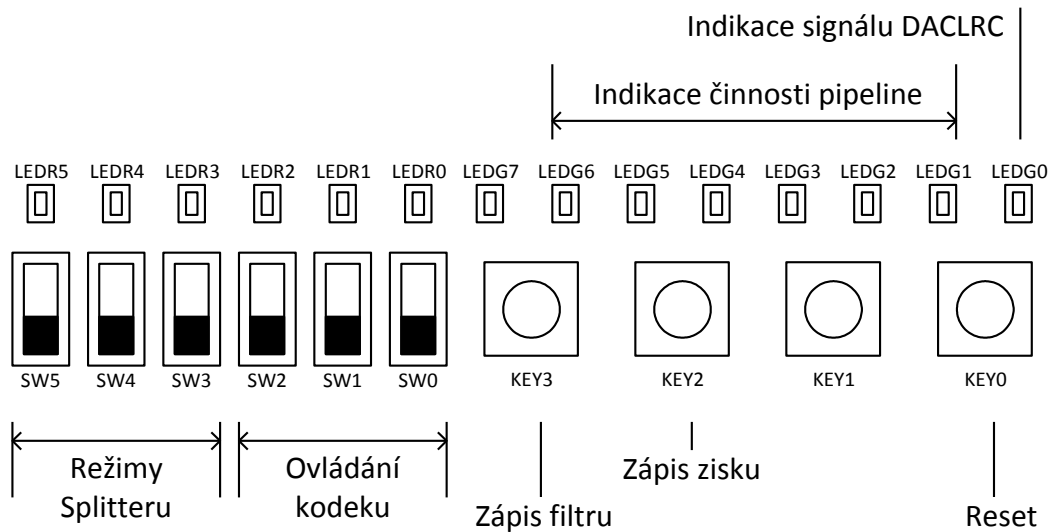 Indikace signálu DACLRC
Indikace činnosti pipeline
LEDR5 LEDR4 LEDR3 LEDR2 LEDR1 LEDR0 LEDG7 LEDG6 LEDG5 LEDG4 LEDG3 LEDG2 LEDG1 LEDG0
SW5 SW4 SW3 SW2 SW1 SW0 KEY3 KEY2 KEY1 KEY0
Režimy
Splitteru
Ovládání
kodeku
Zápis filtru
Zápis zisku
Reset